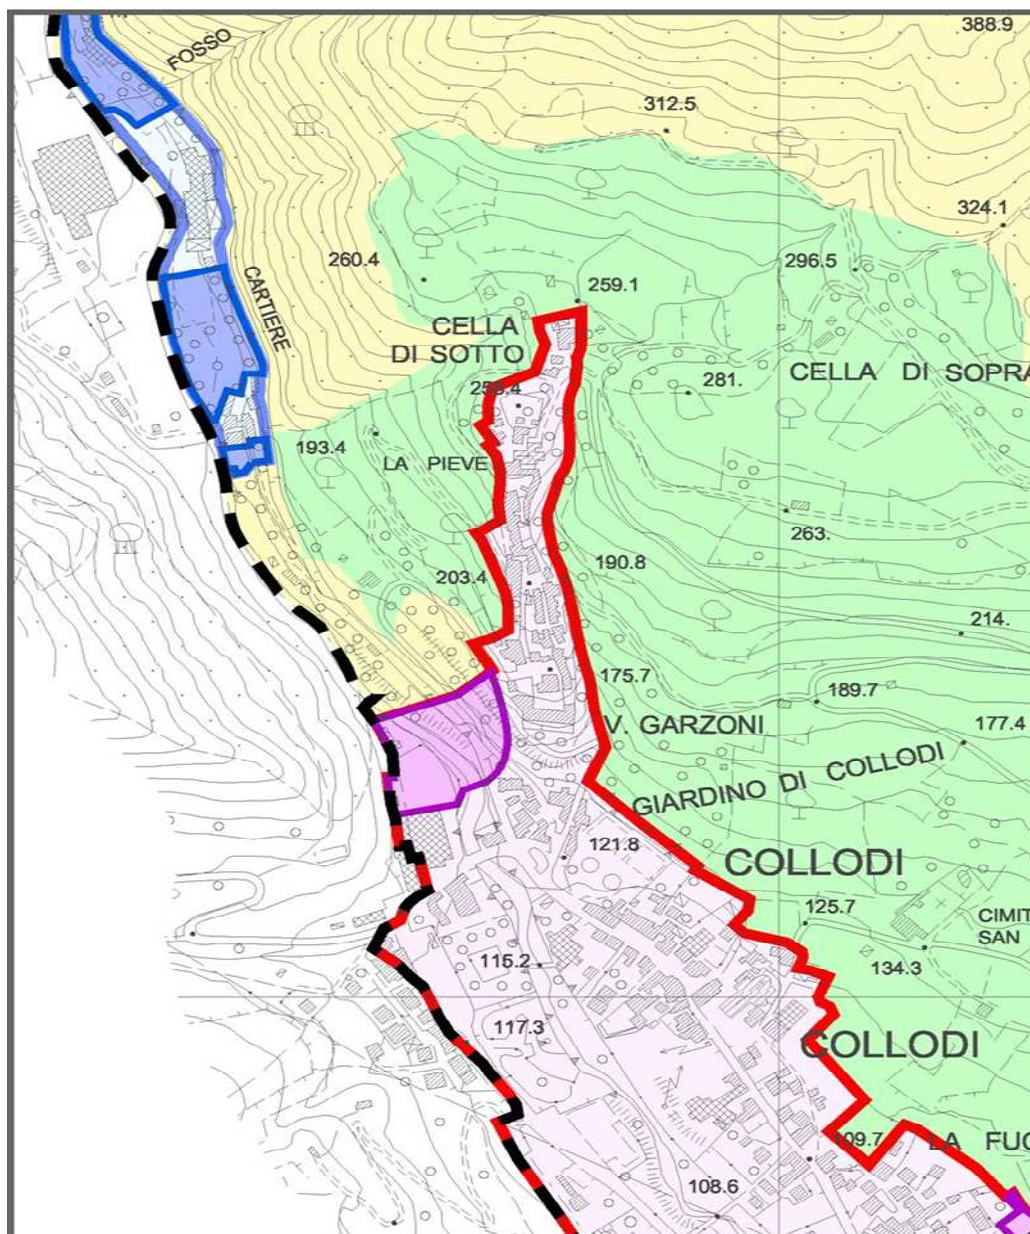 388.9
FOSSO
312.5
324.1
260.4
296.5
259.1
CARTIERE
CELLA
DI SOTTO
281.
CELLA DI SOPRA
193.4
LA PIEVE
263.
203.4
190.8
214.
175.7
189.7
V. GARZONI
177.4
GIARDINO DI COLLODI
121.8
COLLODI
125.7
CIMIT
SAN
115.2
134.3
117.3
COLLODI
109.7
LA FUC
108.6